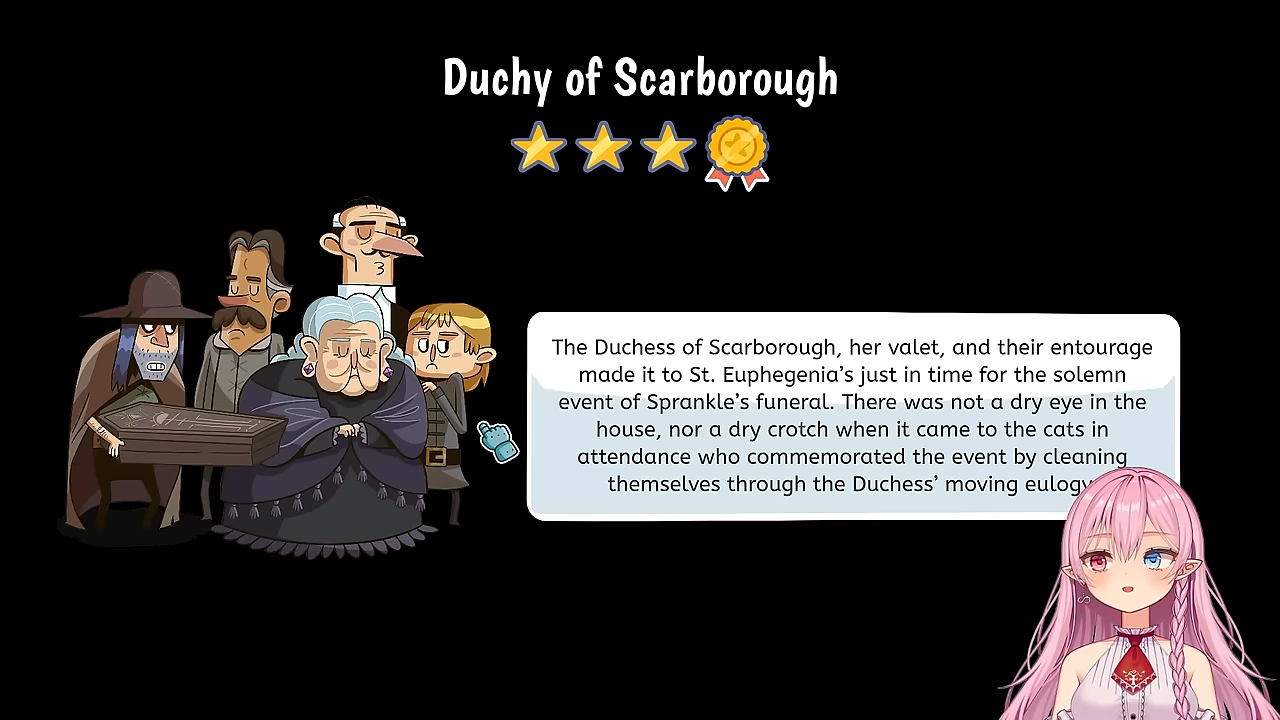 Duchy of Scarborough
The Duchess of Scarborough, her valet, and their entourage
made it to St. Euphegenia's just in time for the solemn
event of Sprankle's funeral. There was not a dry eye in the
house, nor a dry crotch when it came to the cats in
attendance who commemorated the event by cleaning
themselves through the Duchess' moving eulogy